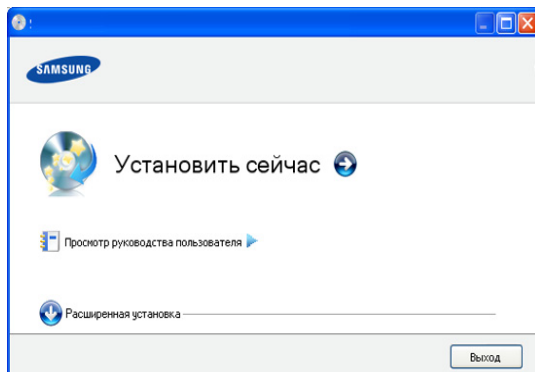 SAMSUNG
Установить сейчас
Просмотр руководства пользователя
Расширенная установка
Выход